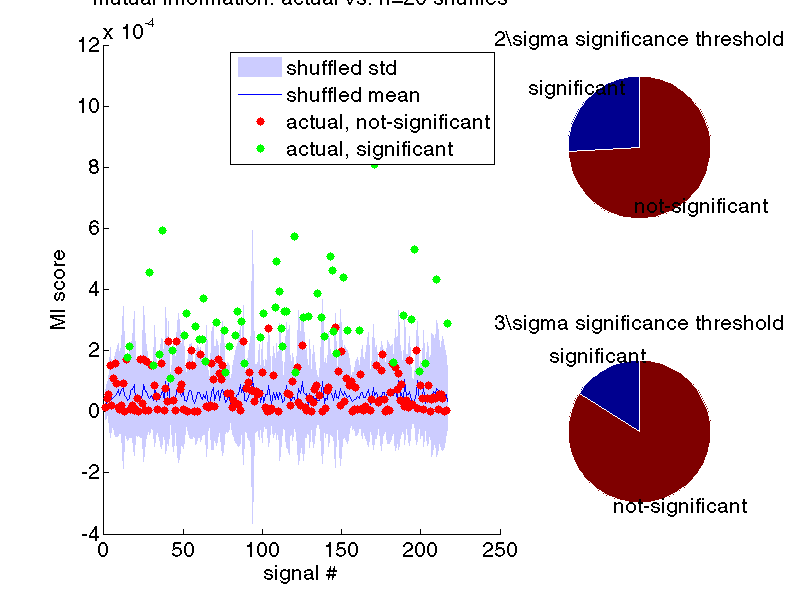 mutual information: actual vs. n=20 shuffles
x 10^-4
12
10
8
6
4
2
0
-2
-4
MI score
0 50 100 150 200 250
signal #
shuffled std
shuffled mean
actual, not-significant
actual, significant
2\sigma significance threshold
significant
not-significant
3\sigma significance threshold
significant
not-significant